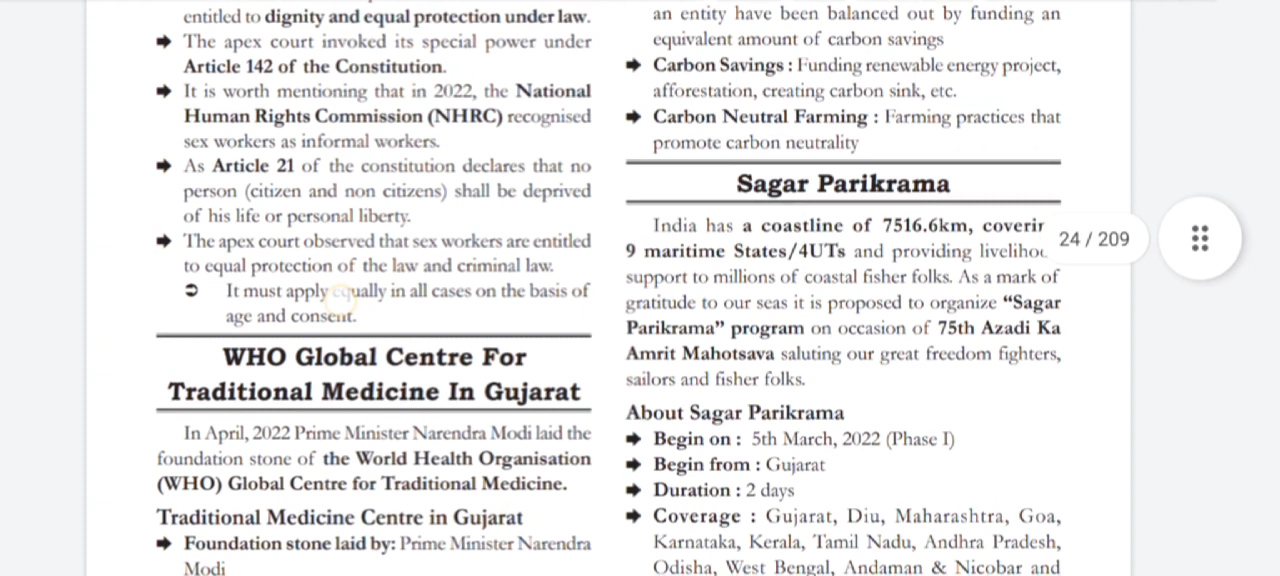 entitled to dignity and equal protection under law.
➔ The apex court invoked its special power under
Article 142 of the Constitution.
➔ It is worth mentioning that in 2022, the National
Human Rights Commission (NHRC) recognised
sex workers as informal workers.
➔ As Article 21 of the constitution declares that no
person (citizen and non citizens) shall be deprived
of his life or personal liberty.
➔ The apex court observed that sex workers are entitled
to equal protection of the law and criminal law.
➲ It must apply equally in all cases on the basis of
age and consent.
WHO Global Centre For
Traditional Medicine In Gujarat
In April, 2022 Prime Minister Narendra Modi laid the
foundation stone of the World Health Organisation
(WHO) Global Centre for Traditional Medicine.
Traditional Medicine Centre in Gujarat
➔ Foundation stone laid by: Prime Minister Narendra
Modi
an entity have been balanced out by funding an
equivalent amount of carbon savings
➔ Carbon Savings : Funding renewable energy project,
afforestation, creating carbon sink, etc.
➔ Carbon Neutral Farming : Farming practices that
promote carbon neutrality
Sagar Parikrama
India has a coastline of 7516.6km, coverin
9 maritime States/4UTs and providing livelihoo
support to millions of coastal fisher folks. As a mark of
gratitude to our seas it is proposed to organize “Sagar
Parikrama” program on occasion of 75th Azadi Ka
Amrit Mahotsava saluting our great freedom fighters,
sailors and fisher folks.
About Sagar Parikrama
➔ Begin on : 5th March, 2022 (Phase I)
➔ Begin from : Gujarat
➔ Duration : 2 days
➔ Coverage : Gujarat, Diu, Maharashtra, Goa,
Karnataka, Kerala, Tamil Nadu, Andhra Pradesh,
Odisha, West Bengal, Andaman & Nicobar and
24 / 209